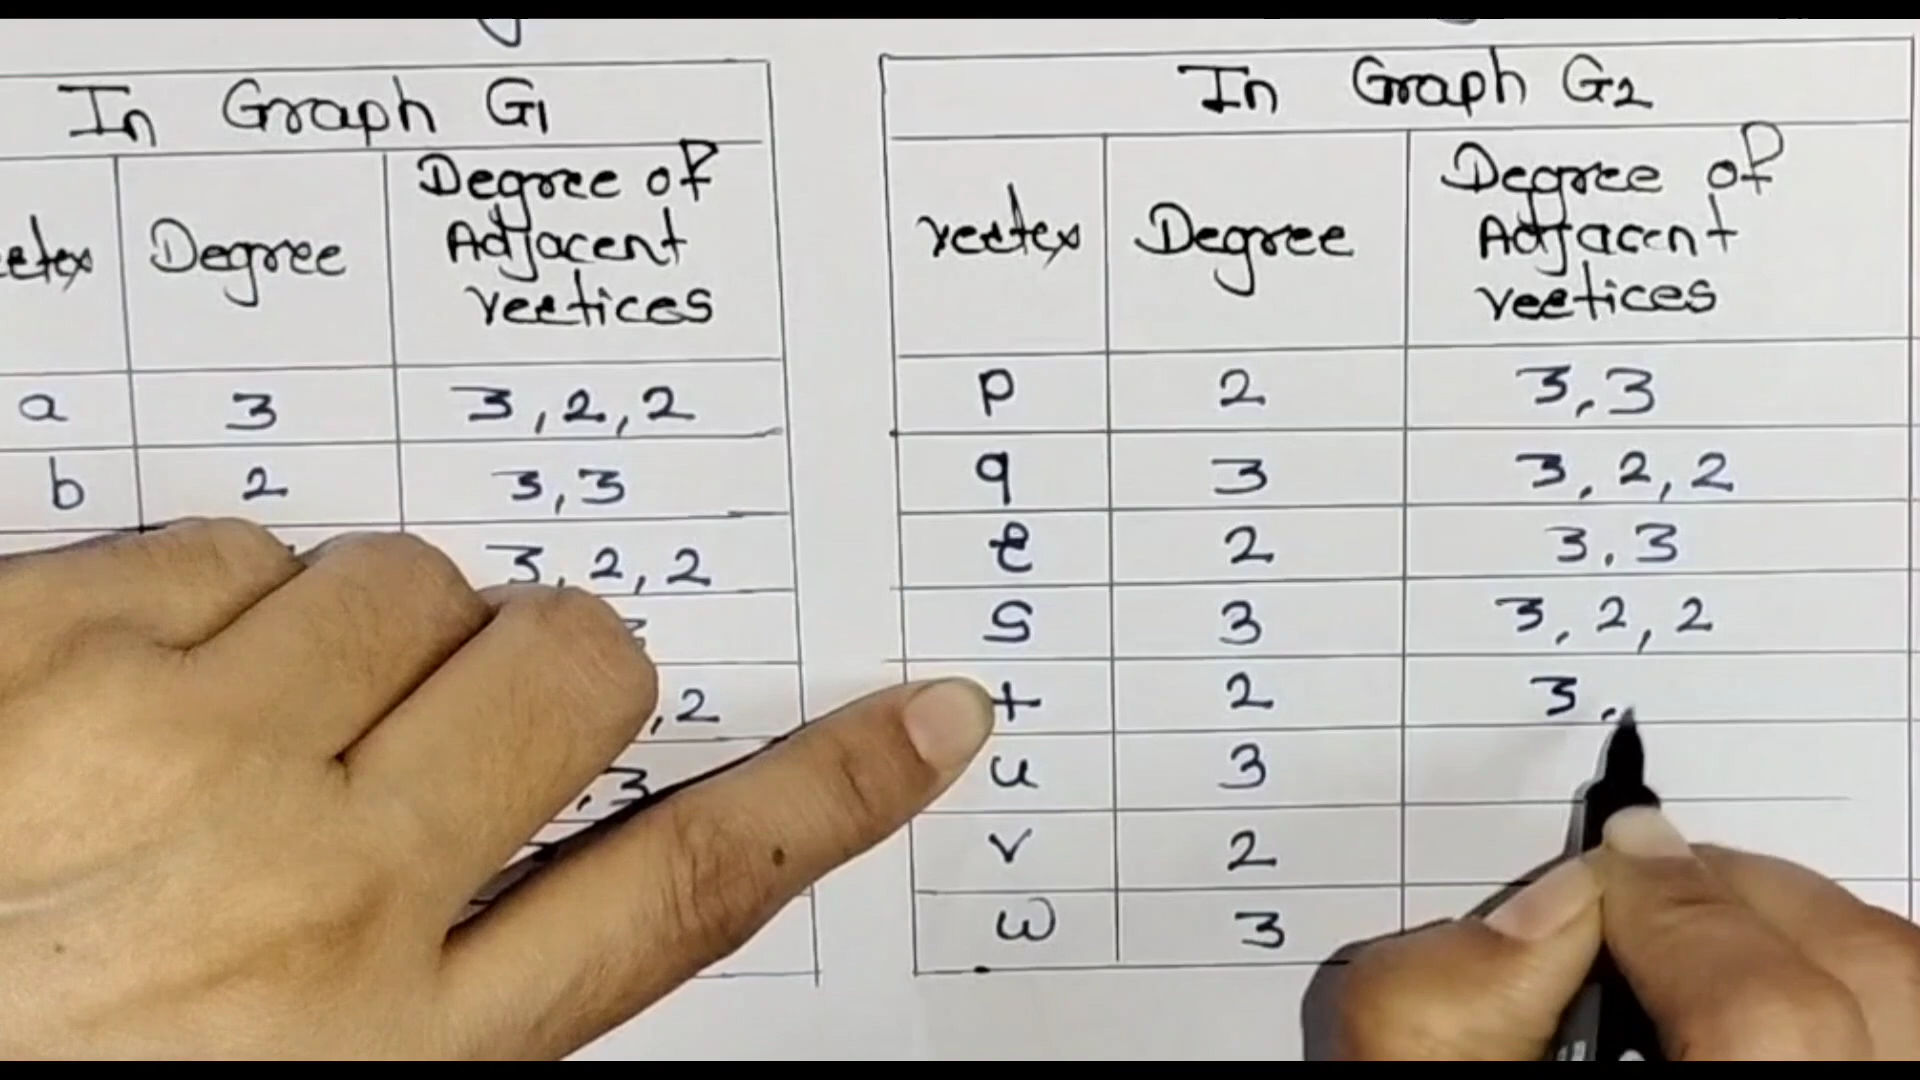 In Graph G1
Degree
Degree of
Adjacent
vertices
a 3 3, 2, 2
b 2 3, 3
3, 2, 2
, 2
, 3
In Graph G2
vertex
Degree
Degree of
Adjacent
vertices
p 2 3, 3
q 3 3, 2, 2
r 2 3, 3
s 3 3, 2, 2
t 2 3,
u 3
v 2
w 3